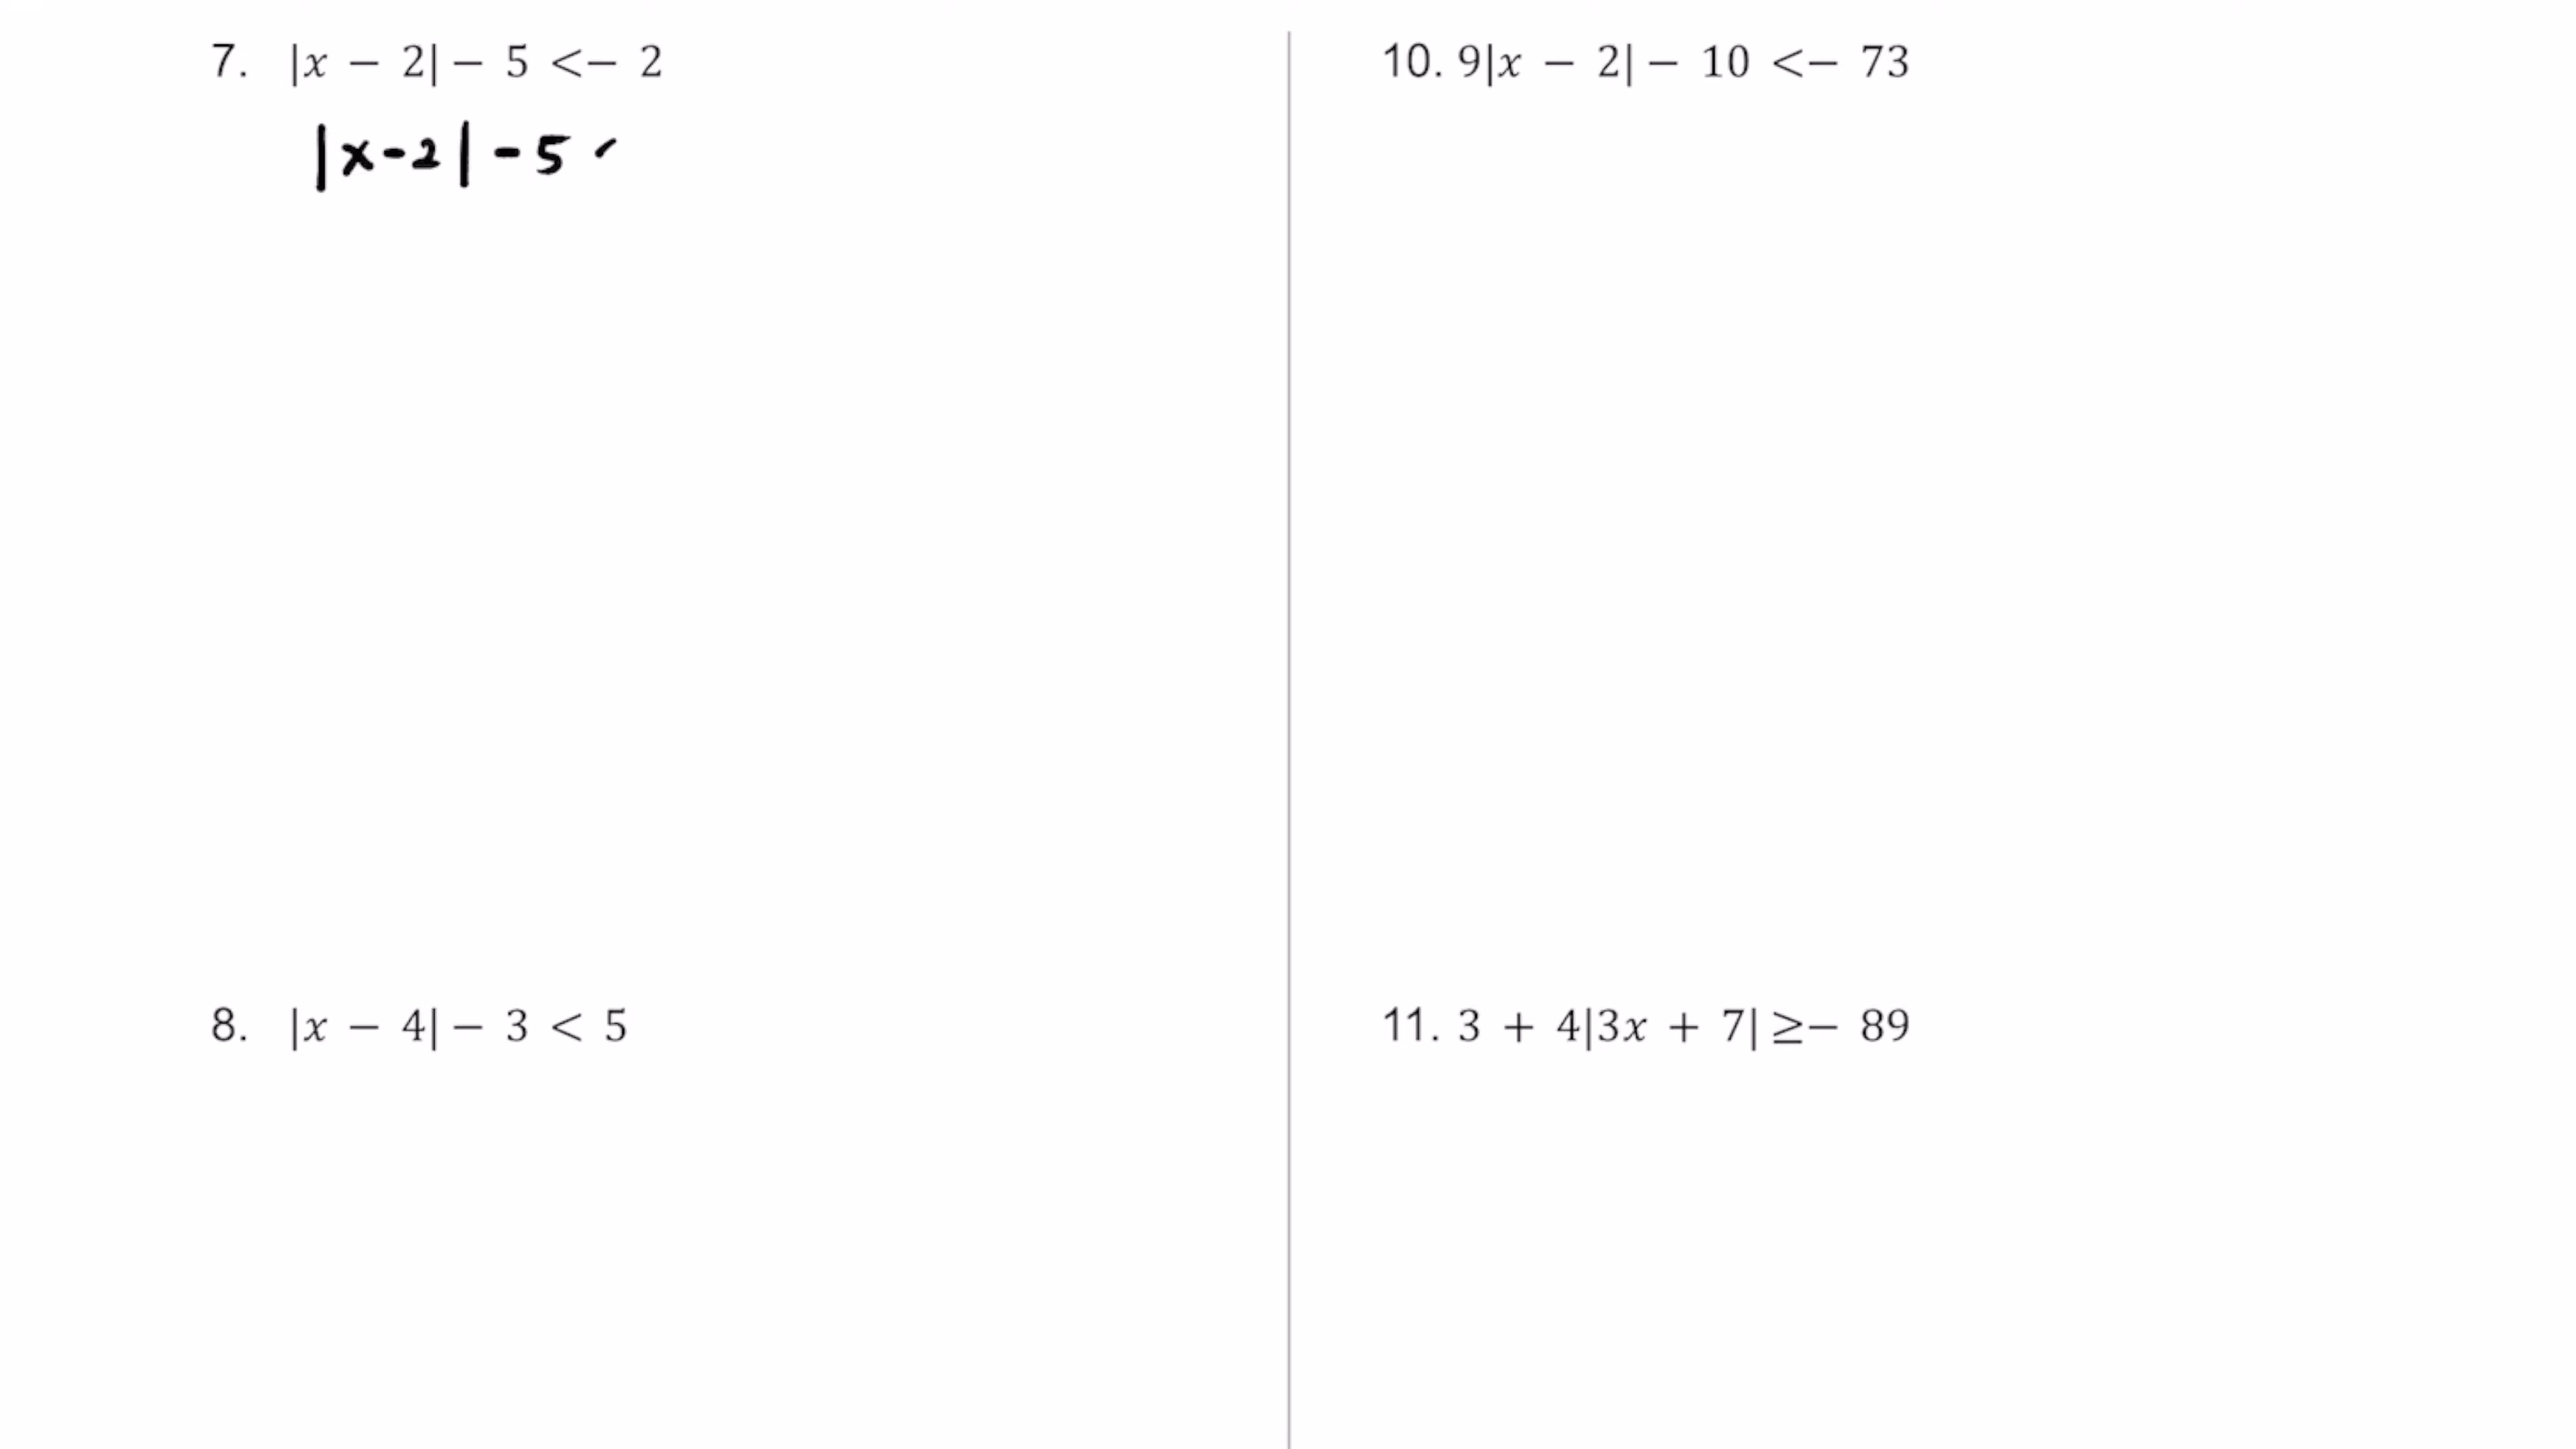 7. |x − 2| − 5 <− 2
|x-2| -5
8. |x − 4| − 3 < 5
10. 9|x − 2| − 10 <− 73
11. 3 + 4|3x + 7| ≥− 89